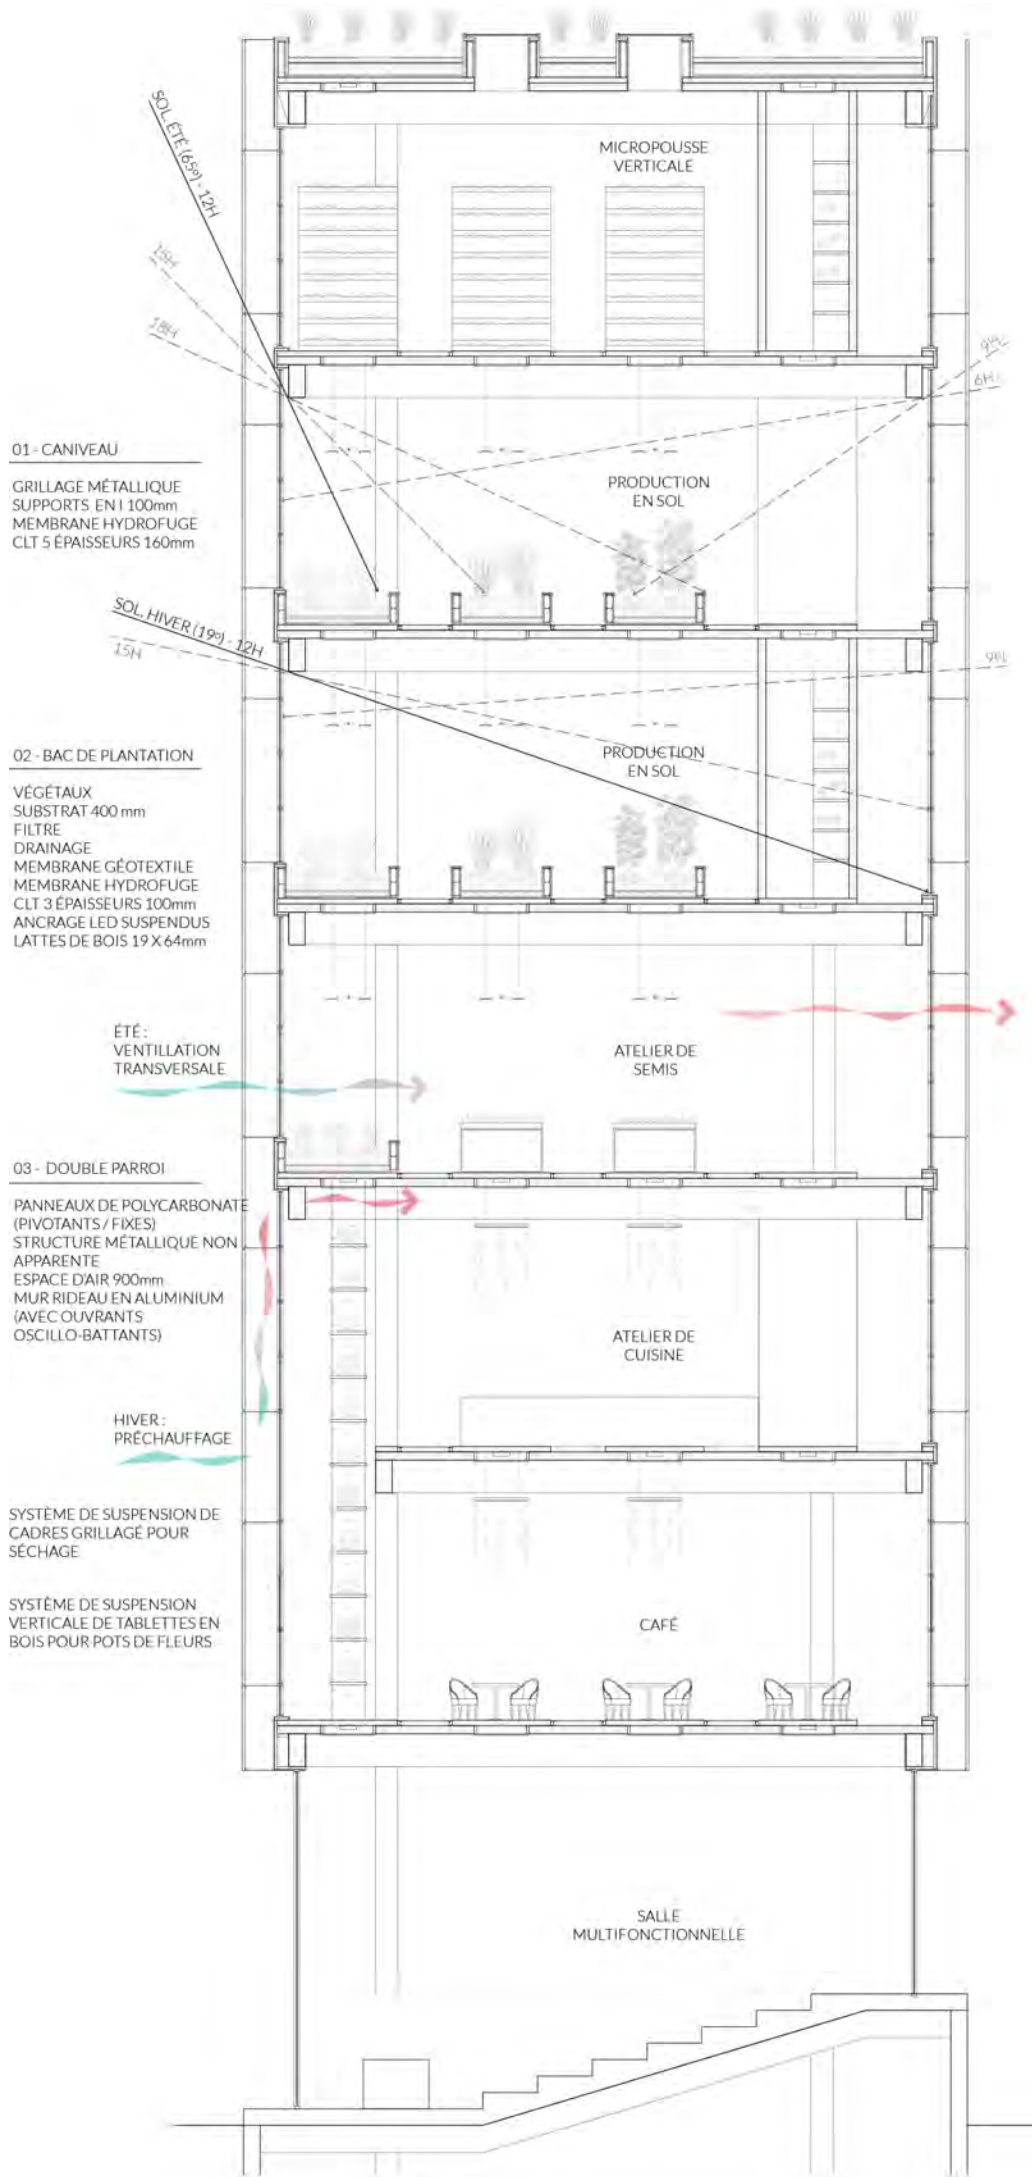 SOL. ÉTÉ (65º) - 12H
MICROPOUSSE
VERTICALE
15H
18H
9H
6H
01 - CANIVEAU
GRILLAGE MÉTALLIQUE
SUPPORTS EN I 100mm
MEMBRANE HYDROFUGE
CLT 5 ÉPAISSEURS 160mm
PRODUCTION
EN SOL
SOL. HIVER (19º) - 12H
15H
9H
02 - BAC DE PLANTATION
VÉGÉTAUX
SUBSTRAT 400 mm
FILTRE
DRAINAGE
MEMBRANE GÉOTEXTILE
MEMBRANE HYDROFUGE
CLT 3 ÉPAISSEURS 100mm
ANCRAGE LED SUSPENDUS
LATTES DE BOIS 19 X 64mm
PRODUCTION
EN SOL
ÉTÉ :
VENTILLATION
TRANSVERSALE
ATELIER DE
SEMIS
03 - DOUBLE PARROI
PANNEAUX DE POLYCARBONATE
(PIVOTANTS / FIXES)
STRUCTURE MÉTALLIQUE NON
APPARENTE
ESPACE D'AIR 900mm
MUR RIDEAU EN ALUMINIUM
(AVEC OUVRANTS
OSCILLO-BATTANTS)
ATELIER DE
CUISINE
HIVER :
PRÉCHAUFFAGE
SYSTÈME DE SUSPENSION DE
CADRES GRILLAGÉ POUR
SÉCHAGE
SYSTÈME DE SUSPENSION
VERTICALE DE TABLETTES EN
BOIS POUR POTS DE FLEURS
CAFÉ
SALLE
MULTIFONCTIONNELLE